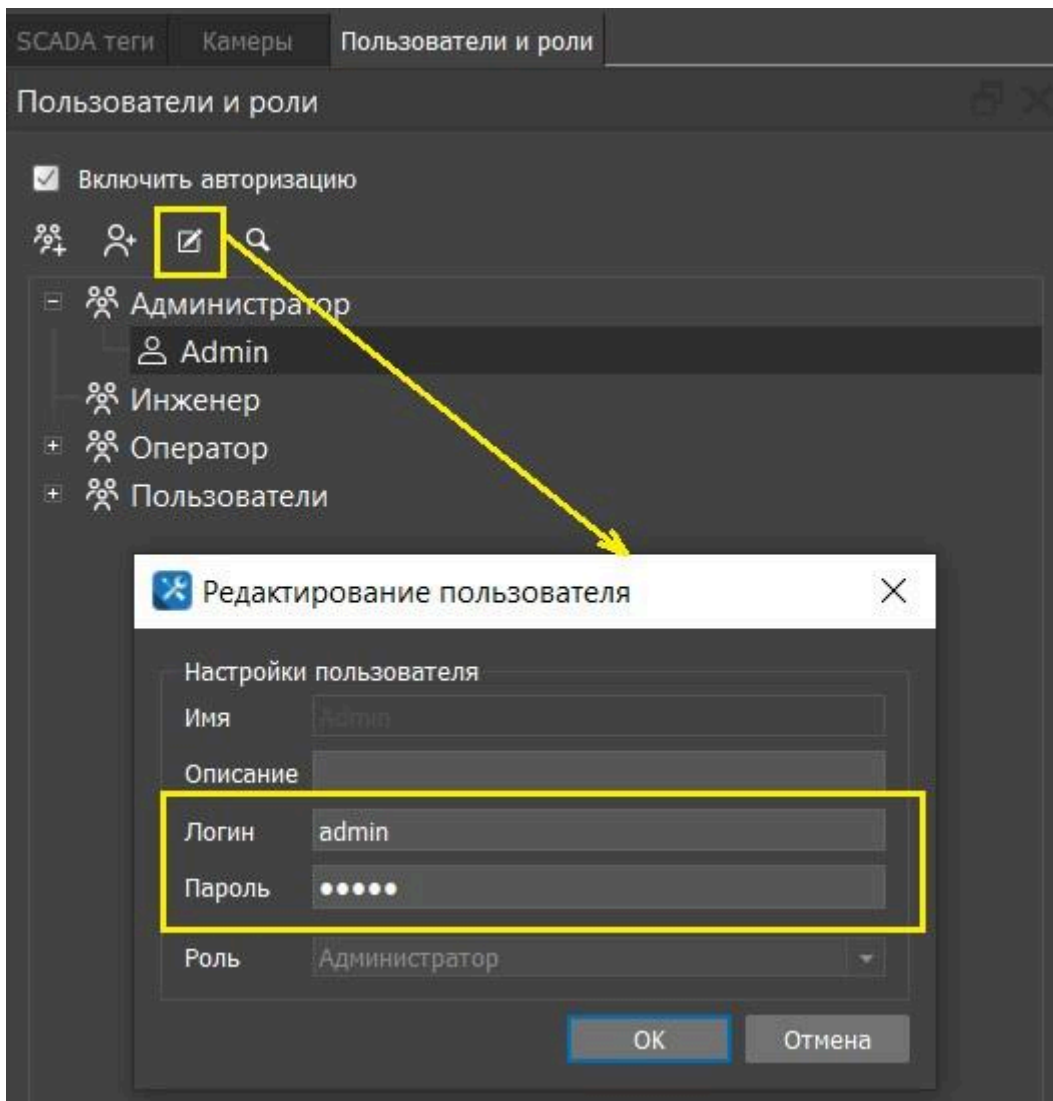 SCADA теги Камеры Пользователи и роли
Пользователи и роли
Включить авторизацию
Администратор
Admin
Инженер
Оператор
Пользователи
Редактирование пользователя
Настройки пользователя
Имя Admin
Описание
Логин admin
Пароль •••••
Роль Администратор
OK Отмена